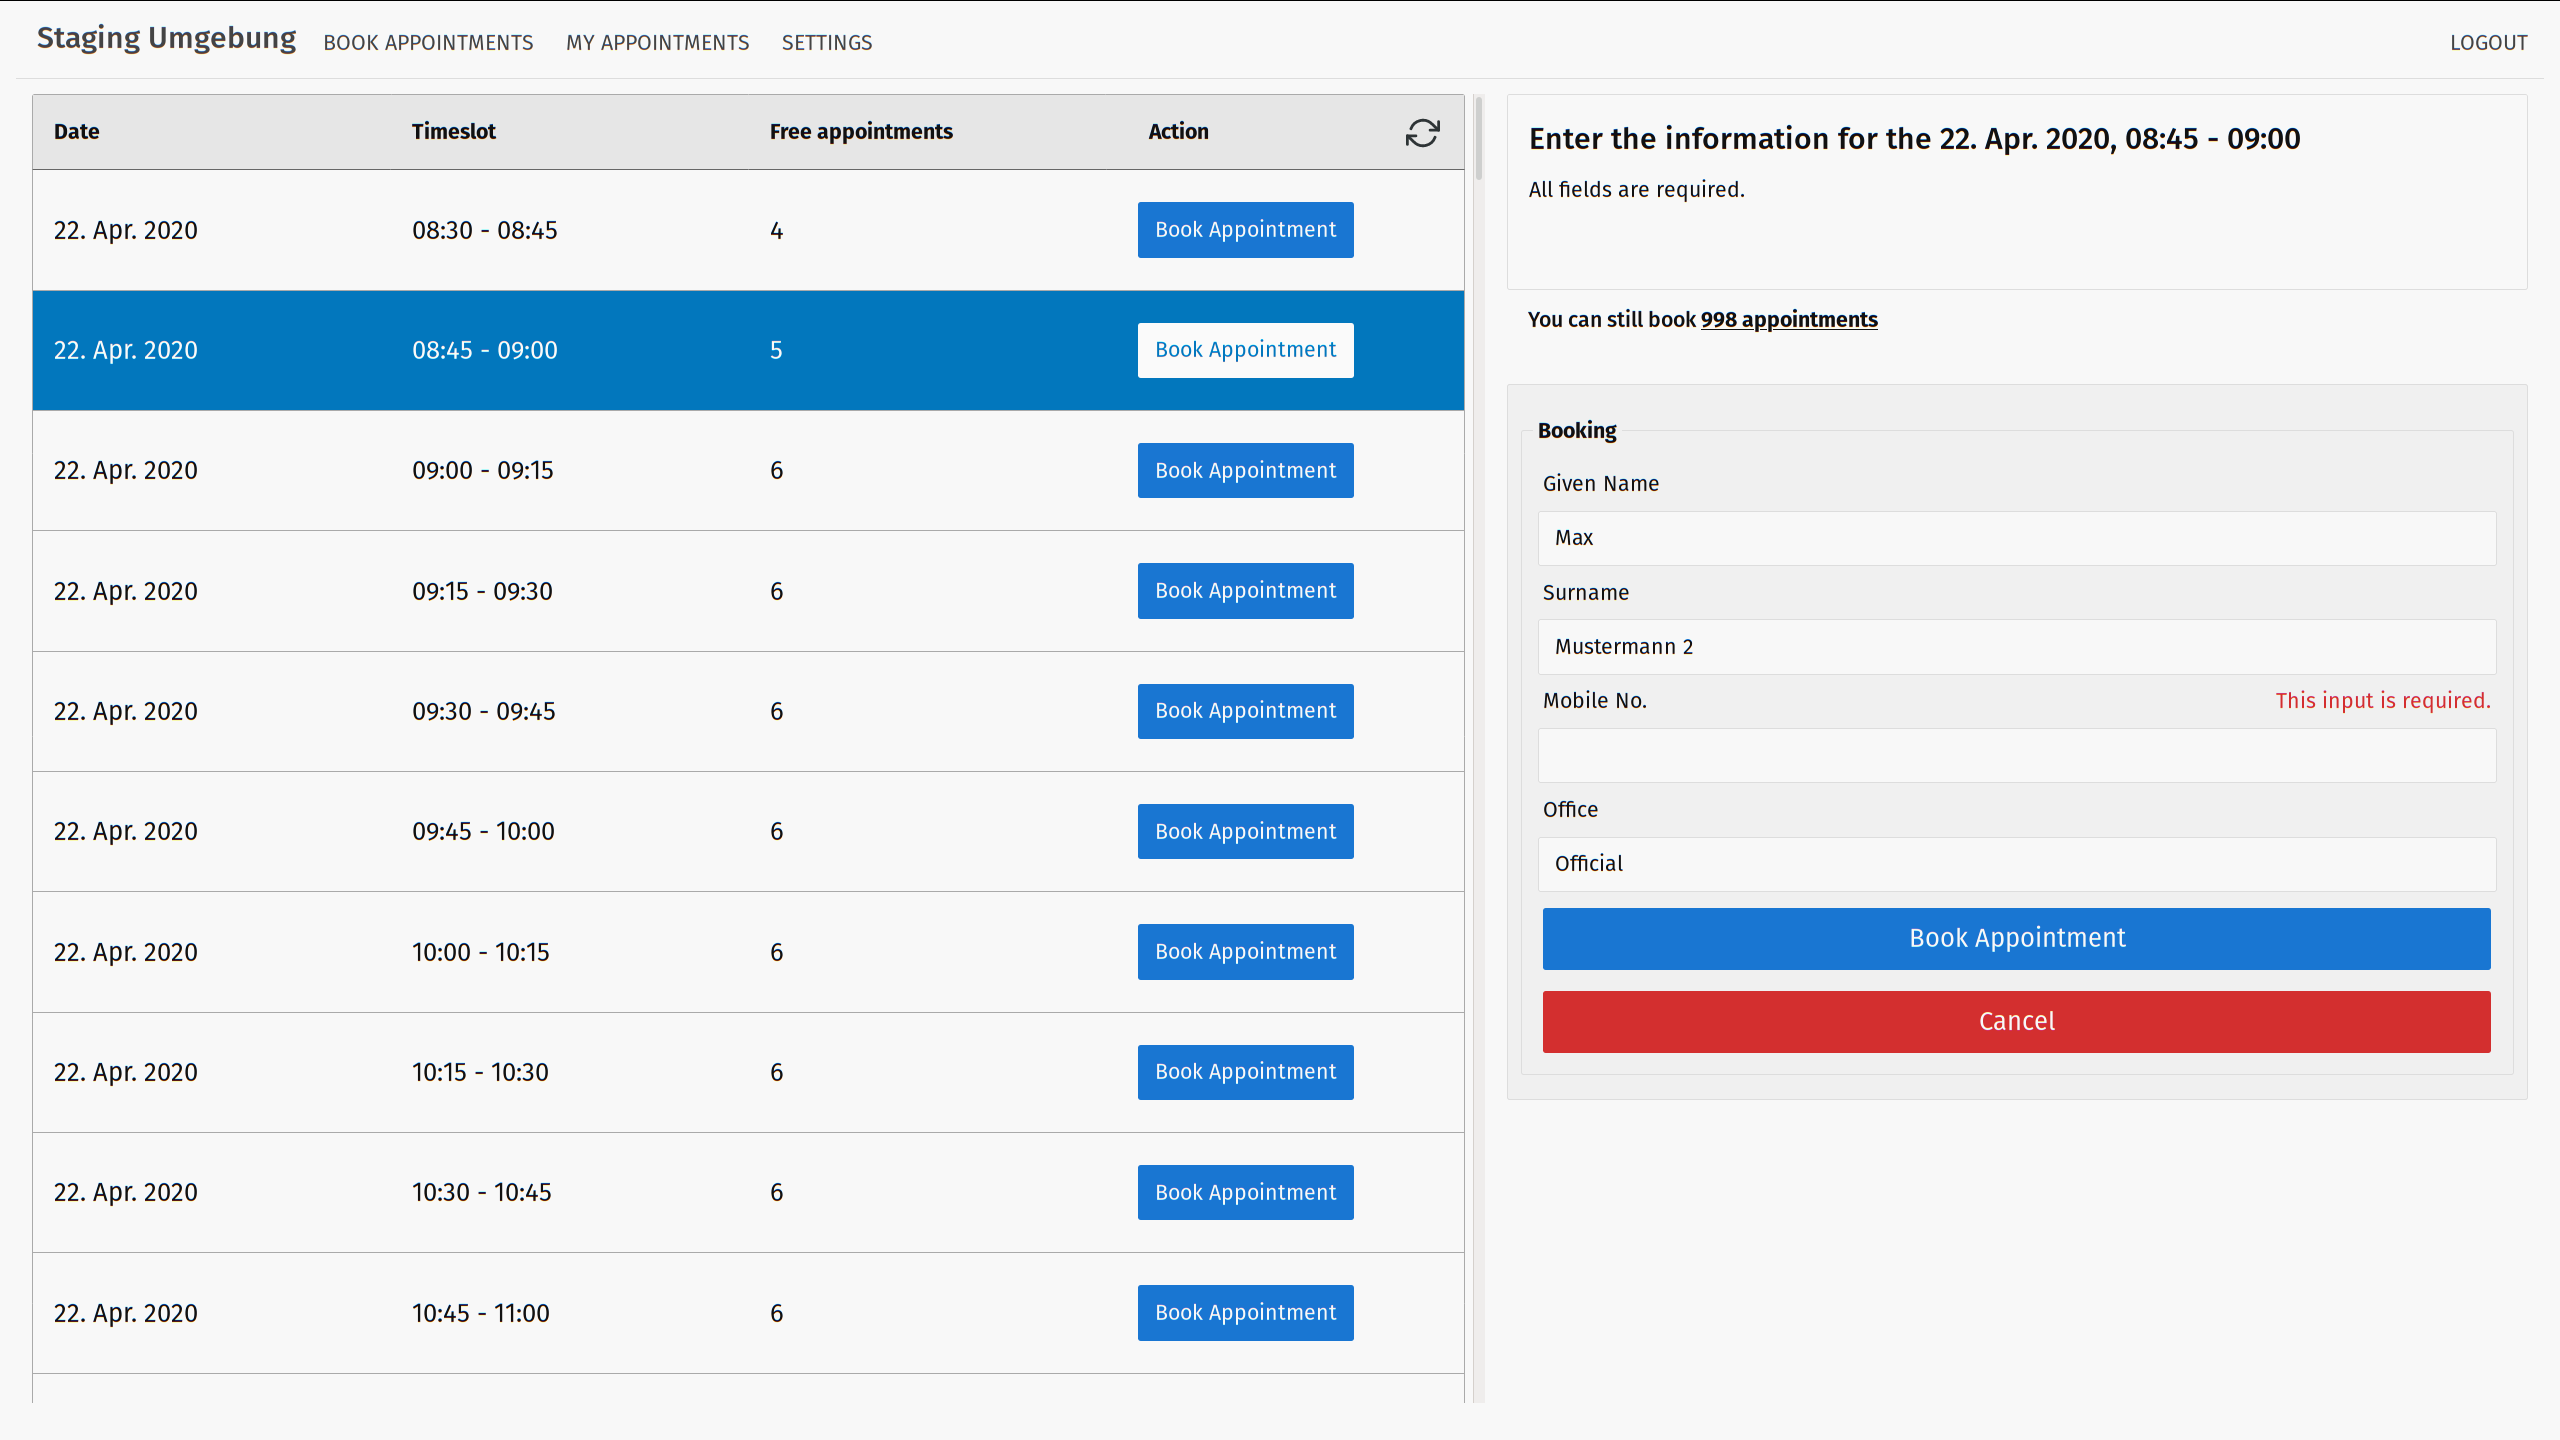 Staging Umgebung BOOK APPOINTMENTS MY APPOINTMENTS SETTINGS LOGOUT
Date Timeslot Free appointments Action
22. Apr. 2020 08:30 - 08:45 4 Book Appointment
22. Apr. 2020 08:45 - 09:00 5 Book Appointment
22. Apr. 2020 09:00 - 09:15 6 Book Appointment
22. Apr. 2020 09:15 - 09:30 6 Book Appointment
22. Apr. 2020 09:30 - 09:45 6 Book Appointment
22. Apr. 2020 09:45 - 10:00 6 Book Appointment
22. Apr. 2020 10:00 - 10:15 6 Book Appointment
22. Apr. 2020 10:15 - 10:30 6 Book Appointment
22. Apr. 2020 10:30 - 10:45 6 Book Appointment
22. Apr. 2020 10:45 - 11:00 6 Book Appointment
Enter the information for the 22. Apr. 2020, 08:45 - 09:00
All fields are required.
You can still book 998 appointments
Booking
Given Name
Max
Surname
Mustermann 2
Mobile No. This input is required.
Office
Official
Book Appointment
Cancel